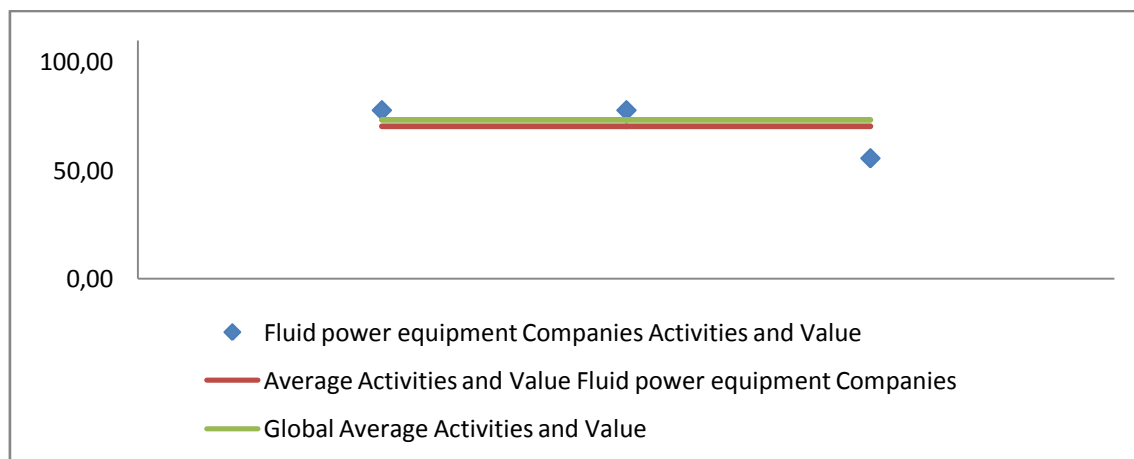 100,00
50,00
0,00
Fluid power equipment Companies Activities and Value
Average Activities and Value Fluid power equipment Companies
Global Average Activities and Value